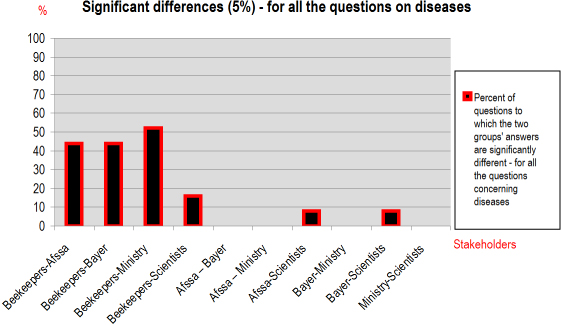 Significant differences (5%) - for all the questions on diseases
%
100
90
80
70
60
50
40
30
20
10
0
Beekeepers-Afssa
Beekeepers-Bayer
Beekeepers-Ministry
Beekeepers-Scientists
Afssa – Bayer
Afssa – Ministry
Afssa-Scientists
Bayer-Ministry
Bayer-Scientists
Ministry-Scientists
Percent of
questions to
which the two
groups' answers
are significantly
different - for all
the questions
concerning
diseases
Stakeholders